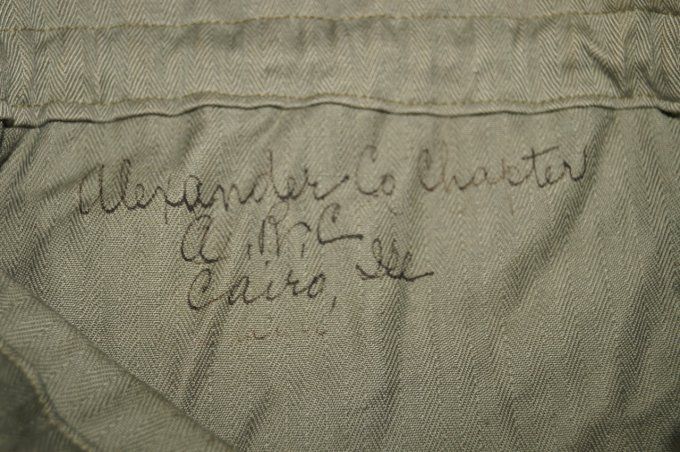 Alexander Co Chapter
A, R, C
Cairo, Ill